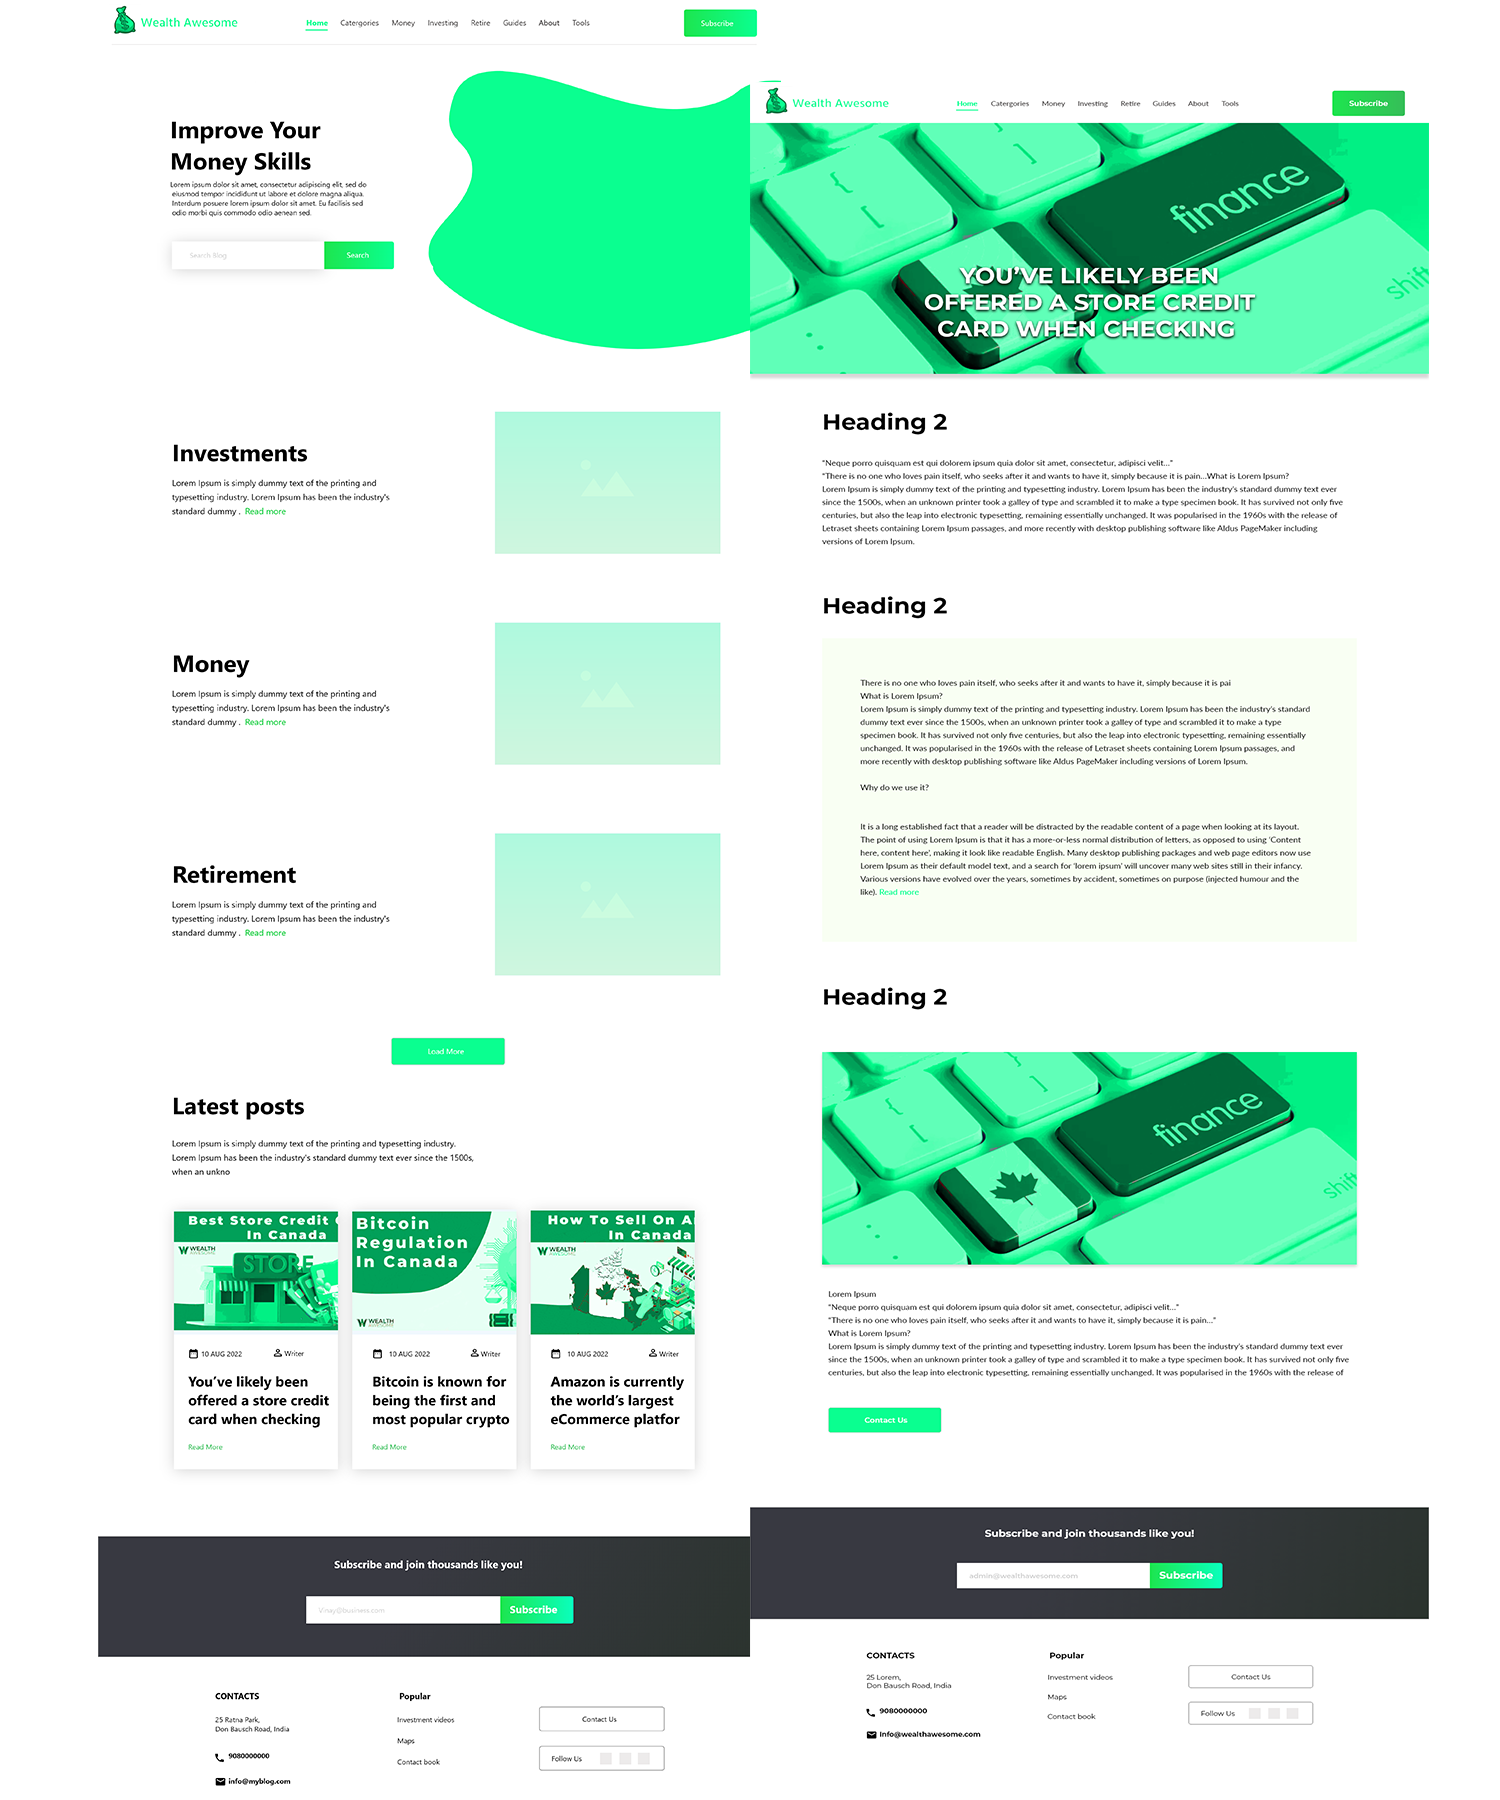 Wealth Awesome
Home Catergories Money Investing Retire Guides About Tools
Subscribe
Improve Your
Money Skills
Lorem ipsum dolor sit amet, consectetur adipiscing elit, sed do
eiusmod tempor incididunt ut labore et dolore magna aliqua.
Interdum posuere lorem ipsum dolor sit amet. Eu facilisis sed
odio morbi quis commodo odio aenean sed.
Search Blog
Search
Investments
Lorem Ipsum is simply dummy text of the printing and
typesetting industry. Lorem Ipsum has been the industry's
standard dummy . Read more
Money
Lorem Ipsum is simply dummy text of the printing and
typesetting industry. Lorem Ipsum has been the industry's
standard dummy . Read more
Retirement
Lorem Ipsum is simply dummy text of the printing and
typesetting industry. Lorem Ipsum has been the industry's
standard dummy . Read more
Load More
Latest posts
Lorem Ipsum is simply dummy text of the printing and typesetting industry.
Lorem Ipsum has been the industry's standard dummy text ever since the 1500s,
when an unkno
Best Store Credit
In Canada
WEALTH
AWESOME
STORE
10 AUG 2022
Writer
You've likely been
offered a store credit
card when checking
Read More
Bitcoin
Regulation
In Canada
WEALTH
AWESOME
10 AUG 2022
Writer
Bitcoin is known for
being the first and
most popular crypto
Read More
How To Sell On A
In Canada
WEALTH
AWESOME
10 AUG 2022
Writer
Amazon is currently
the world's largest
eCommerce platfor
Read More
Subscribe and join thousands like you!
Subscribe
CONTACTS
25 Ratna Park,
Don Bausch Road, India
9080000000
info@myblog.com
Popular
Investment videos
Maps
Contact book
Contact Us
Follow Us
Wealth Awesome
Home Catergories Money Investing Retire Guides About Tools
Subscribe
finance
shift
YOU'VE LIKELY BEEN
OFFERED A STORE CREDIT
CARD WHEN CHECKING
Heading 2
"Neque porro quisquam est qui dolorem ipsum quia dolor sit amet, consectetur, adipisci velit..."
"There is no one who loves pain itself, who seeks after it and wants to have it, simply because it is pain...What is Lorem Ipsum?
Lorem Ipsum is simply dummy text of the printing and typesetting industry. Lorem Ipsum has been the industry's standard dummy text ever
since the 1500s, when an unknown printer took a galley of type and scrambled it to make a type specimen book. It has survived not only five
centuries, but also the leap into electronic typesetting, remaining essentially unchanged. It was popularised in the 1960s with the release of
Letraset sheets containing Lorem Ipsum passages, and more recently with desktop publishing software like Aldus PageMaker including
versions of Lorem Ipsum.
Heading 2
There is no one who loves pain itself, who seeks after it and wants to have it, simply because it is pai
What is Lorem Ipsum?
Lorem Ipsum is simply dummy text of the printing and typesetting industry. Lorem Ipsum has been the industry's standard
dummy text ever since the 1500s, when an unknown printer took a galley of type and scrambled it to make a type
specimen book. It has survived not only five centuries, but also the leap into electronic typesetting, remaining essentially
unchanged. It was popularised in the 1960s with the release of Letraset sheets containing Lorem Ipsum passages, and
more recently with desktop publishing software like Aldus PageMaker including versions of Lorem Ipsum.
Why do we use it?
It is a long established fact that a reader will be distracted by the readable content of a page when looking at its layout.
The point of using Lorem Ipsum is that it has a more-or-less normal distribution of letters, as opposed to using 'Content
here, content here', making it look like readable English. Many desktop publishing packages and web page editors now use
Lorem Ipsum as their default model text, and a search for 'lorem ipsum' will uncover many web sites still in their infancy.
Various versions have evolved over the years, sometimes by accident, sometimes on purpose (injected humour and the
like). Read more
Heading 2
finance
shift
Lorem Ipsum
"Neque porro quisquam est qui dolorem ipsum quia dolor sit amet, consectetur, adipisci velit..."
"There is no one who loves pain itself, who seeks after it and wants to have it, simply because it is pain..."
What is Lorem Ipsum?
Lorem Ipsum is simply dummy text of the printing and typesetting industry. Lorem Ipsum has been the industry's standard dummy text ever
since the 1500s, when an unknown printer took a galley of type and scrambled it to make a type specimen book. It has survived not only five
centuries, but also the leap into electronic typesetting, remaining essentially unchanged. It was popularised in the 1960s with the release of
Contact Us
Subscribe and join thousands like you!
admin@wealthawesome.com
Subscribe
CONTACTS
25 Lorem,
Don Bausch Road, India
9080000000
Info@wealthawesome.com
Popular
Investment videos
Maps
Contact book
Contact Us
Follow Us